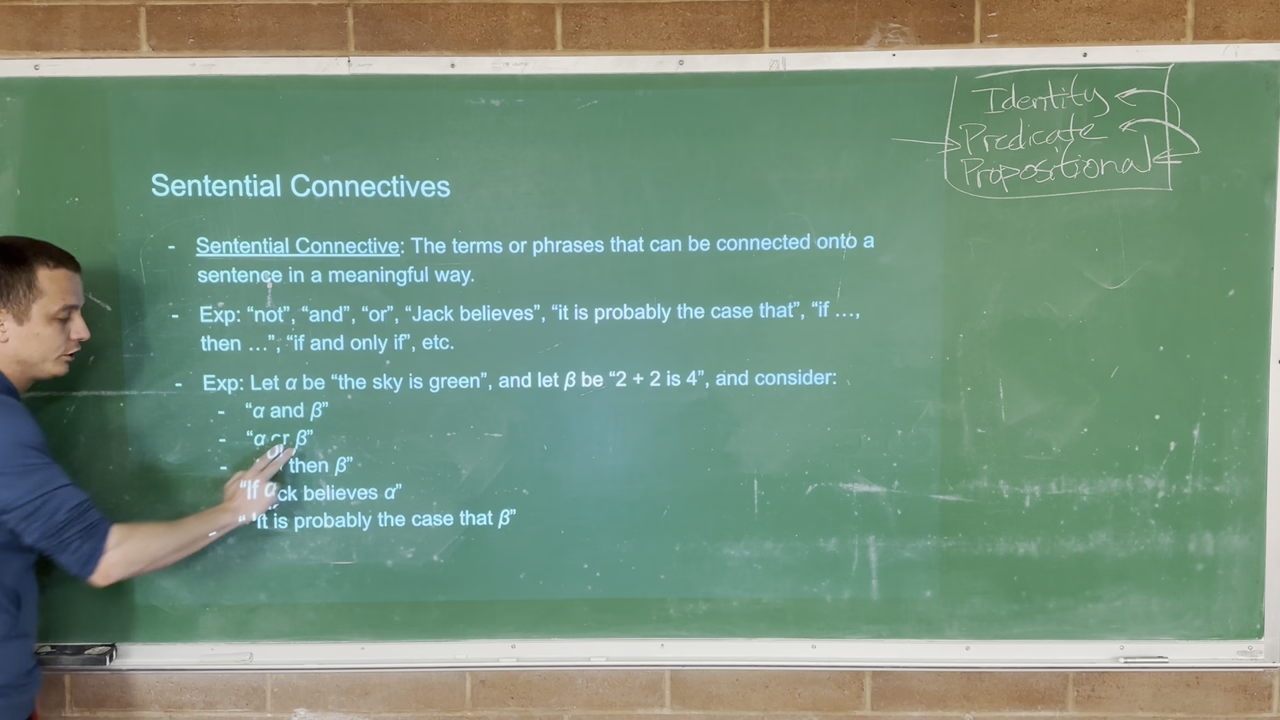 Identity
Predicate
Propositional
Sentential Connectives
- Sentential Connective: The terms or phrases that can be connected onto a
sentence in a meaningful way.
- Exp: “not”, “and”, “or”, “Jack believes”, “it is probably the case that”, “if …,
then …”, “if and only if”, etc.
- Exp: Let α be “the sky is green”, and let β be “2 + 2 is 4”, and consider:
- “α and β”
- “α or β”
- “If α then β”
ck believes α”
- “It is probably the case that β”